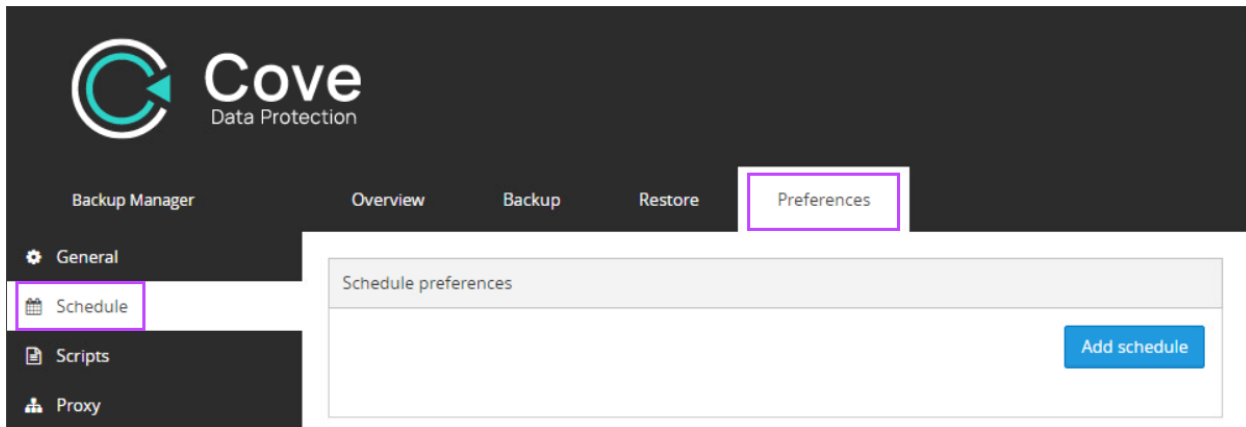 Cove
Data Protection
Backup Manager Overview Backup Restore Preferences
General
Schedule preferences
Schedule
Add schedule
Scripts
Proxy